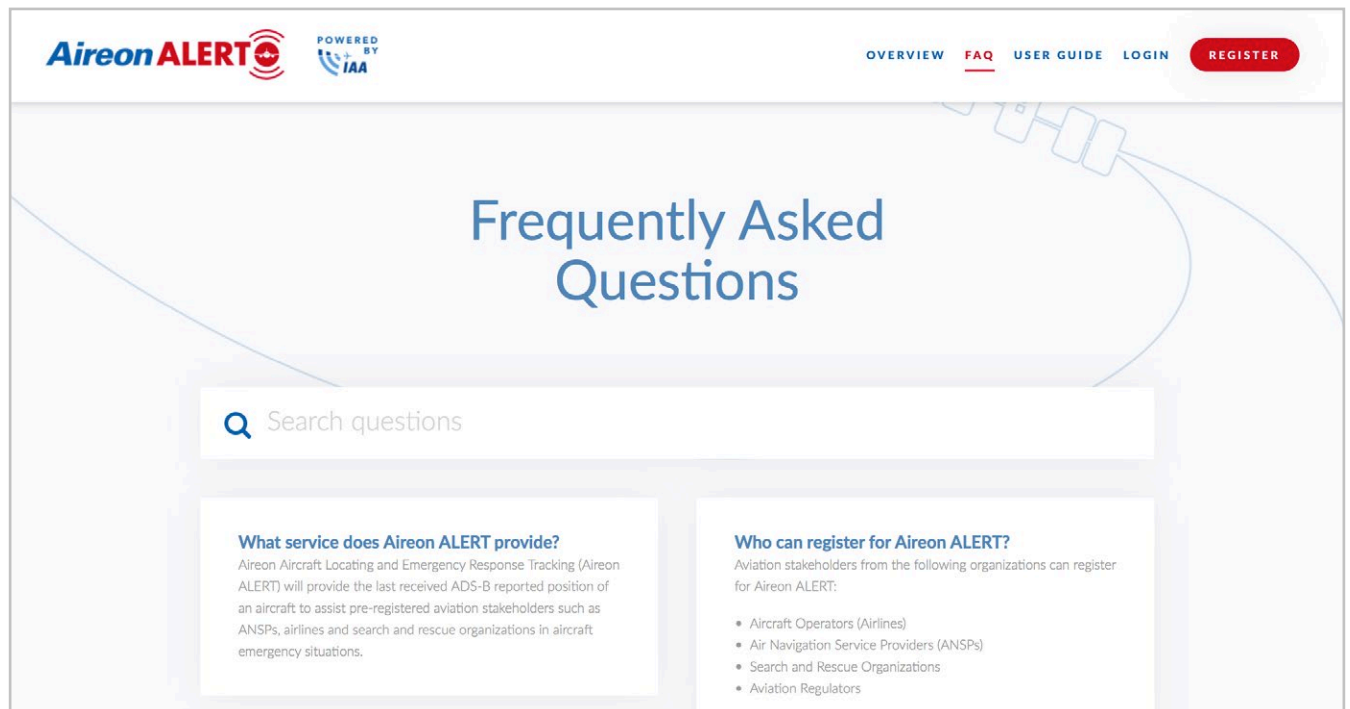 Aireon ALERT
POWERED
BY
IAA
OVERVIEW FAQ USER GUIDE LOGIN REGISTER
Frequently Asked
Questions
Search questions
What service does Aireon ALERT provide?
Aireon Aircraft Locating and Emergency Response Tracking (Aireon
ALERT) will provide the last received ADS-B reported position of
an aircraft to assist pre-registered aviation stakeholders such as
ANSPs, airlines and search and rescue organizations in aircraft
emergency situations.
Who can register for Aireon ALERT?
Aviation stakeholders from the following organizations can register
for Aireon ALERT:
• Aircraft Operators (Airlines)
• Air Navigation Service Providers (ANSPs)
• Search and Rescue Organizations
• Aviation Regulators